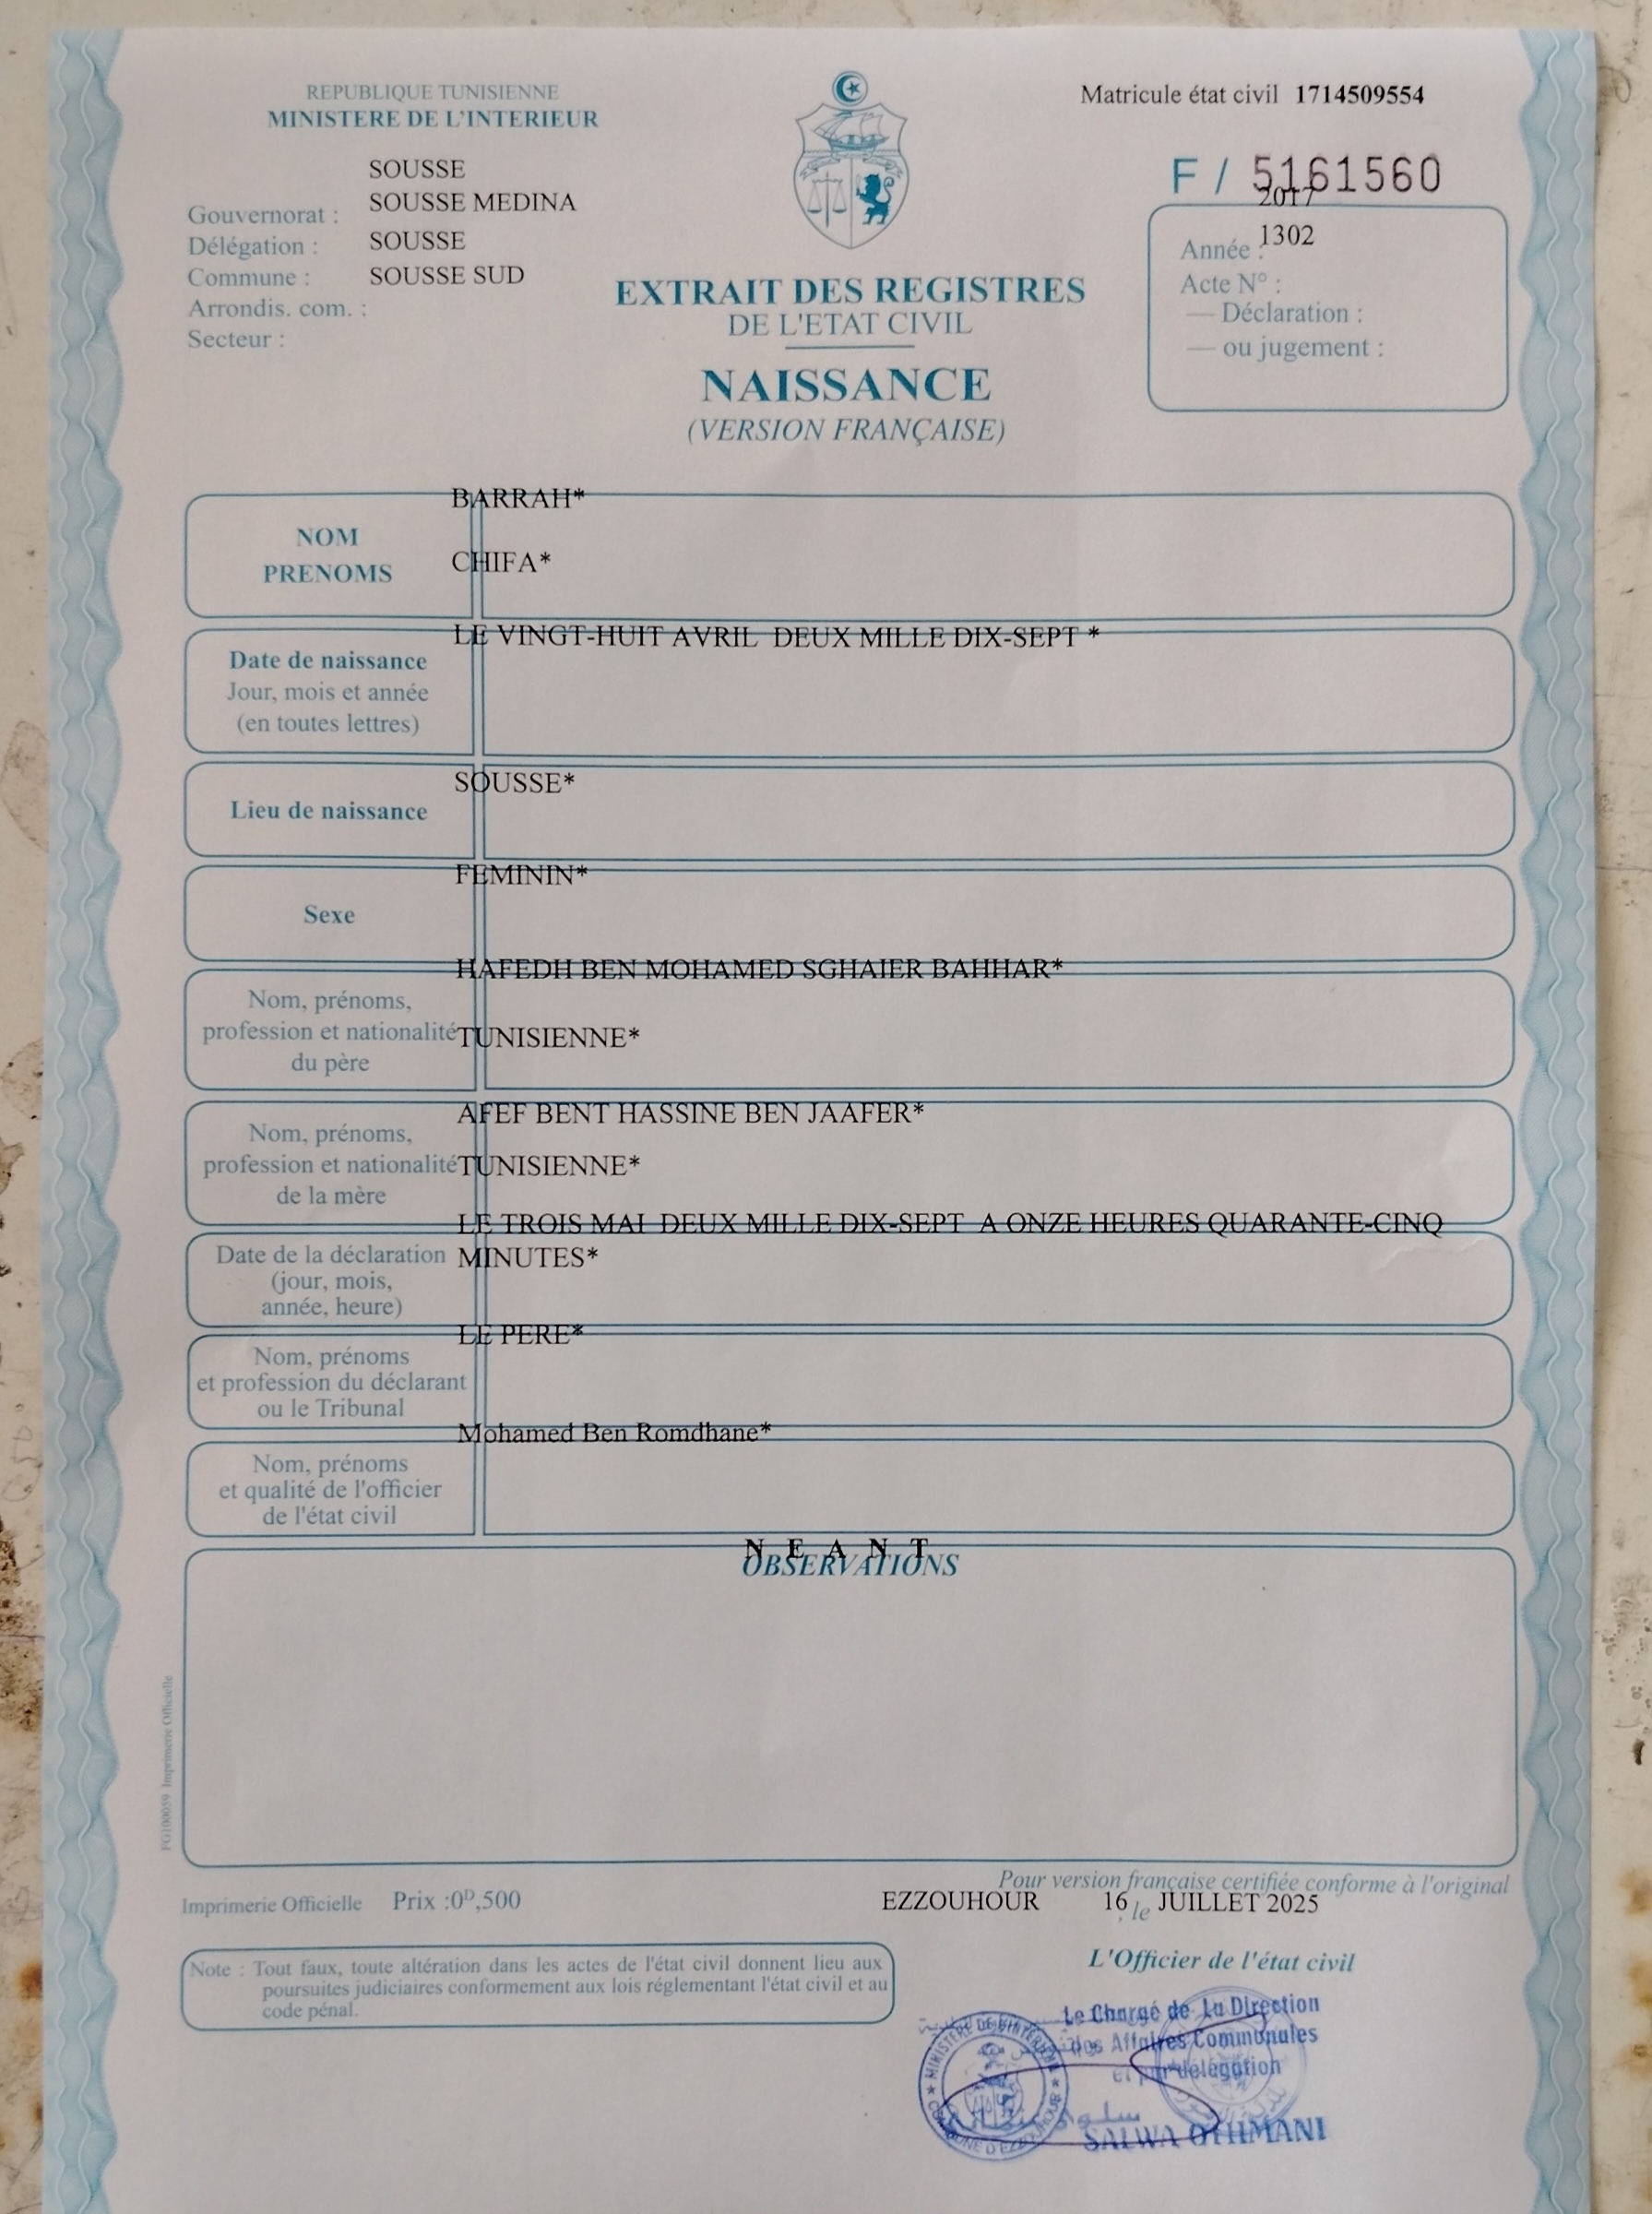 REPUBLIQUE TUNISIENNE
MINISTERE DE L'INTERIEUR
Matricule état civil 1714509554
F / 5161560
SOUSSE
SOUSSE MEDINA
Gouvernorat :
SOUSSE
Délégation :
SOUSSE SUD
Commune :
Arrondis. com. :
Secteur :
2017
1302
Année :
Acte N° :
— Déclaration :
— ou jugement :
EXTRAIT DES REGISTRES
DE L'ETAT CIVIL
NAISSANCE
(VERSION FRANÇAISE)
BARRAH*
NOM
CHIFA*
PRENOMS
LE VINGT-HUIT AVRIL DEUX MILLE DIX-SEPT *
Date de naissance
Jour, mois et année
(en toutes lettres)
SOUSSE*
Lieu de naissance
FEMININ*
Sexe
HAFEDH BEN MOHAMED SGHAIER BAHHAR*
Nom, prénoms,
profession et nationalité
TUNISIENNE*
du père
AFEF BENT HASSINE BEN JAAFER*
Nom, prénoms,
profession et nationalité
TUNISIENNE*
de la mère
LE TROIS MAI DEUX MILLE DIX-SEPT A ONZE HEURES QUARANTE-CINQ
MINUTES*
Date de la déclaration
(jour, mois,
année, heure)
LE PERE*
Nom, prénoms
et profession du déclarant
ou le Tribunal
Mohamed Ben Romdhane*
Nom, prénoms
et qualité de l'officier
de l'état civil
N E A N T
OBSERVATIONS
FG100059 Imprimerie Officielle
Pour version française certifiée conforme à l'original
Imprimerie Officielle Prix :0ᴰ,500
EZZOUHOUR 16 , le JUILLET 2025
L'Officier de l'état civil
Note : Tout faux, toute altération dans les actes de l'état civil donnent lieu aux
poursuites judiciaires conformement aux lois réglementant l'état civil et au
code pénal.
Le Chargé de La Direction
des Affaires Communales
et par délégation
SALWA OTHMANI
MINISTERE DE L'INTERIEUR
COMMUNE D'EZZOUHOUR